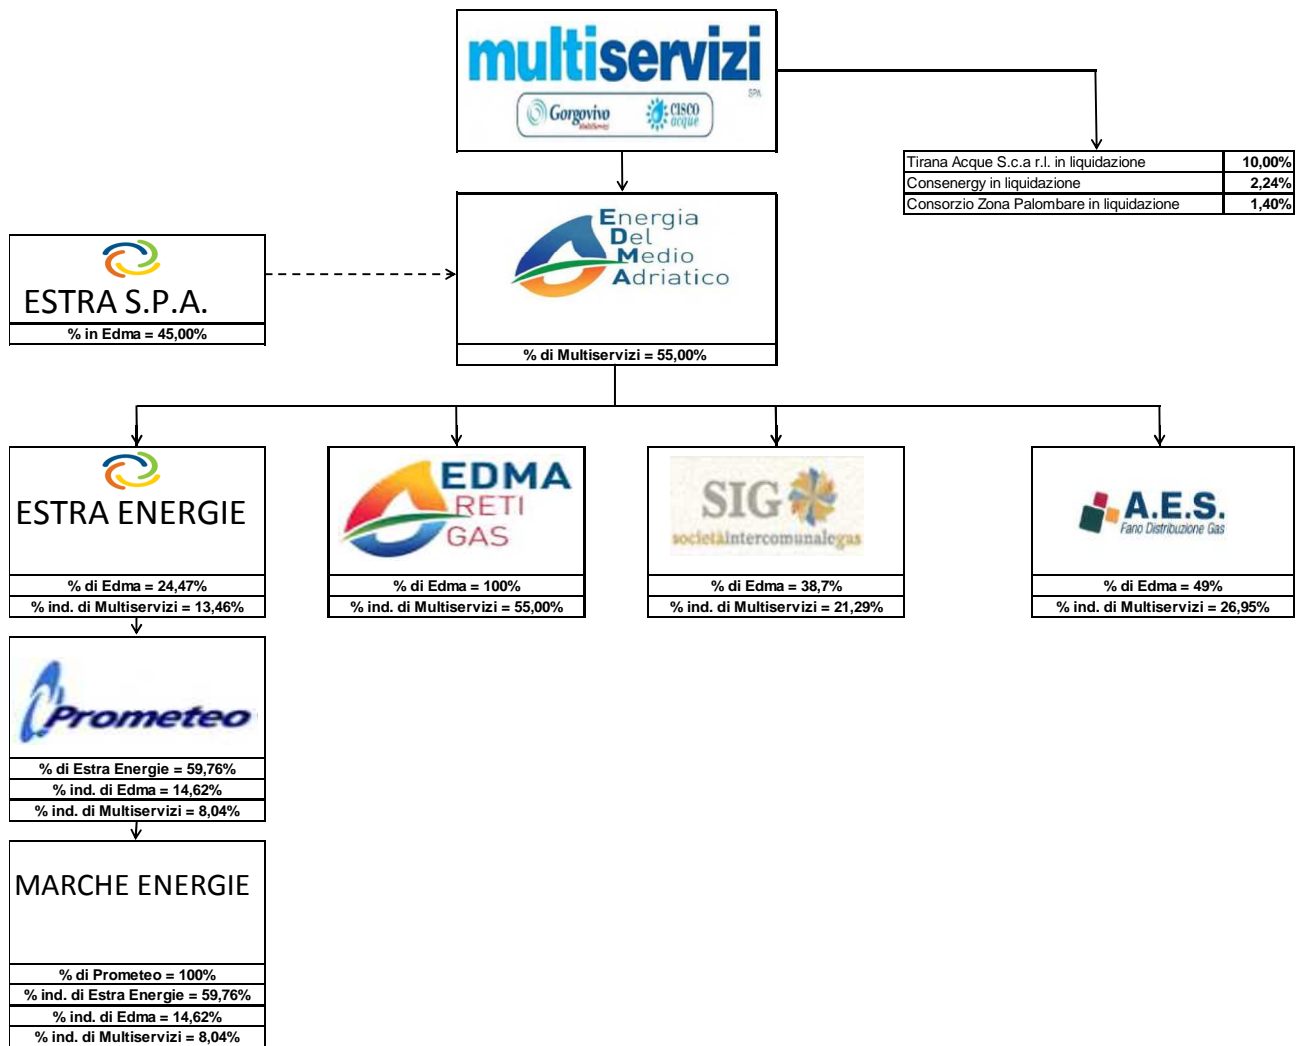 multiservizi
SPA
Gorgovivo
MultiServizi
CISCO
acque
Tirana Acque S.c.a r.l. in liquidazione 10,00%
Consenergy in liquidazione 2,24%
Consorzio Zona Palombare in liquidazione 1,40%
Energia
Del
Medio
Adriatico
% di Multiservizi = 55,00%
ESTRA S.P.A.
% in Edma = 45,00%
ESTRA ENERGIE
% di Edma = 24,47%
% ind. di Multiservizi = 13,46%
EDMA
RETI
GAS
% di Edma = 100%
% ind. di Multiservizi = 55,00%
SIG
societàintercomunalegas
% di Edma = 38,7%
% ind. di Multiservizi = 21,29%
A.E.S.
Fano Distribuzione Gas
% di Edma = 49%
% ind. di Multiservizi = 26,95%
Prometeo
% di Estra Energie = 59,76%
% ind. di Edma = 14,62%
% ind. di Multiservizi = 8,04%
MARCHE ENERGIE
% di Prometeo = 100%
% ind. di Estra Energie = 59,76%
% ind. di Edma = 14,62%
% ind. di Multiservizi = 8,04%